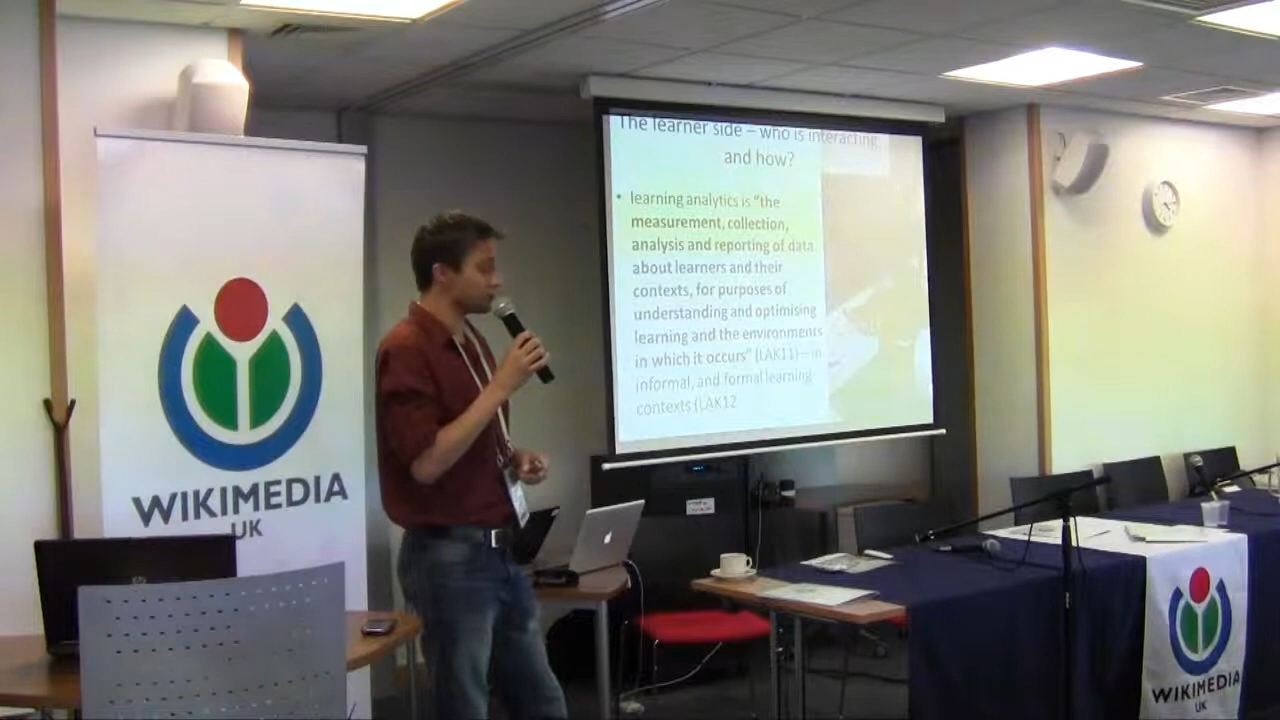 The learner side – who is interacting
and how?
• learning analytics is “the
measurement, collection,
analysis and reporting of data
about learners and their
contexts, for purposes of
understanding and optimising
learning and the environments
in which it occurs” (LAK11) – in
informal, and formal learning
contexts (LAK12
WIKIMEDIA
UK
WIKIMEDIA
UK